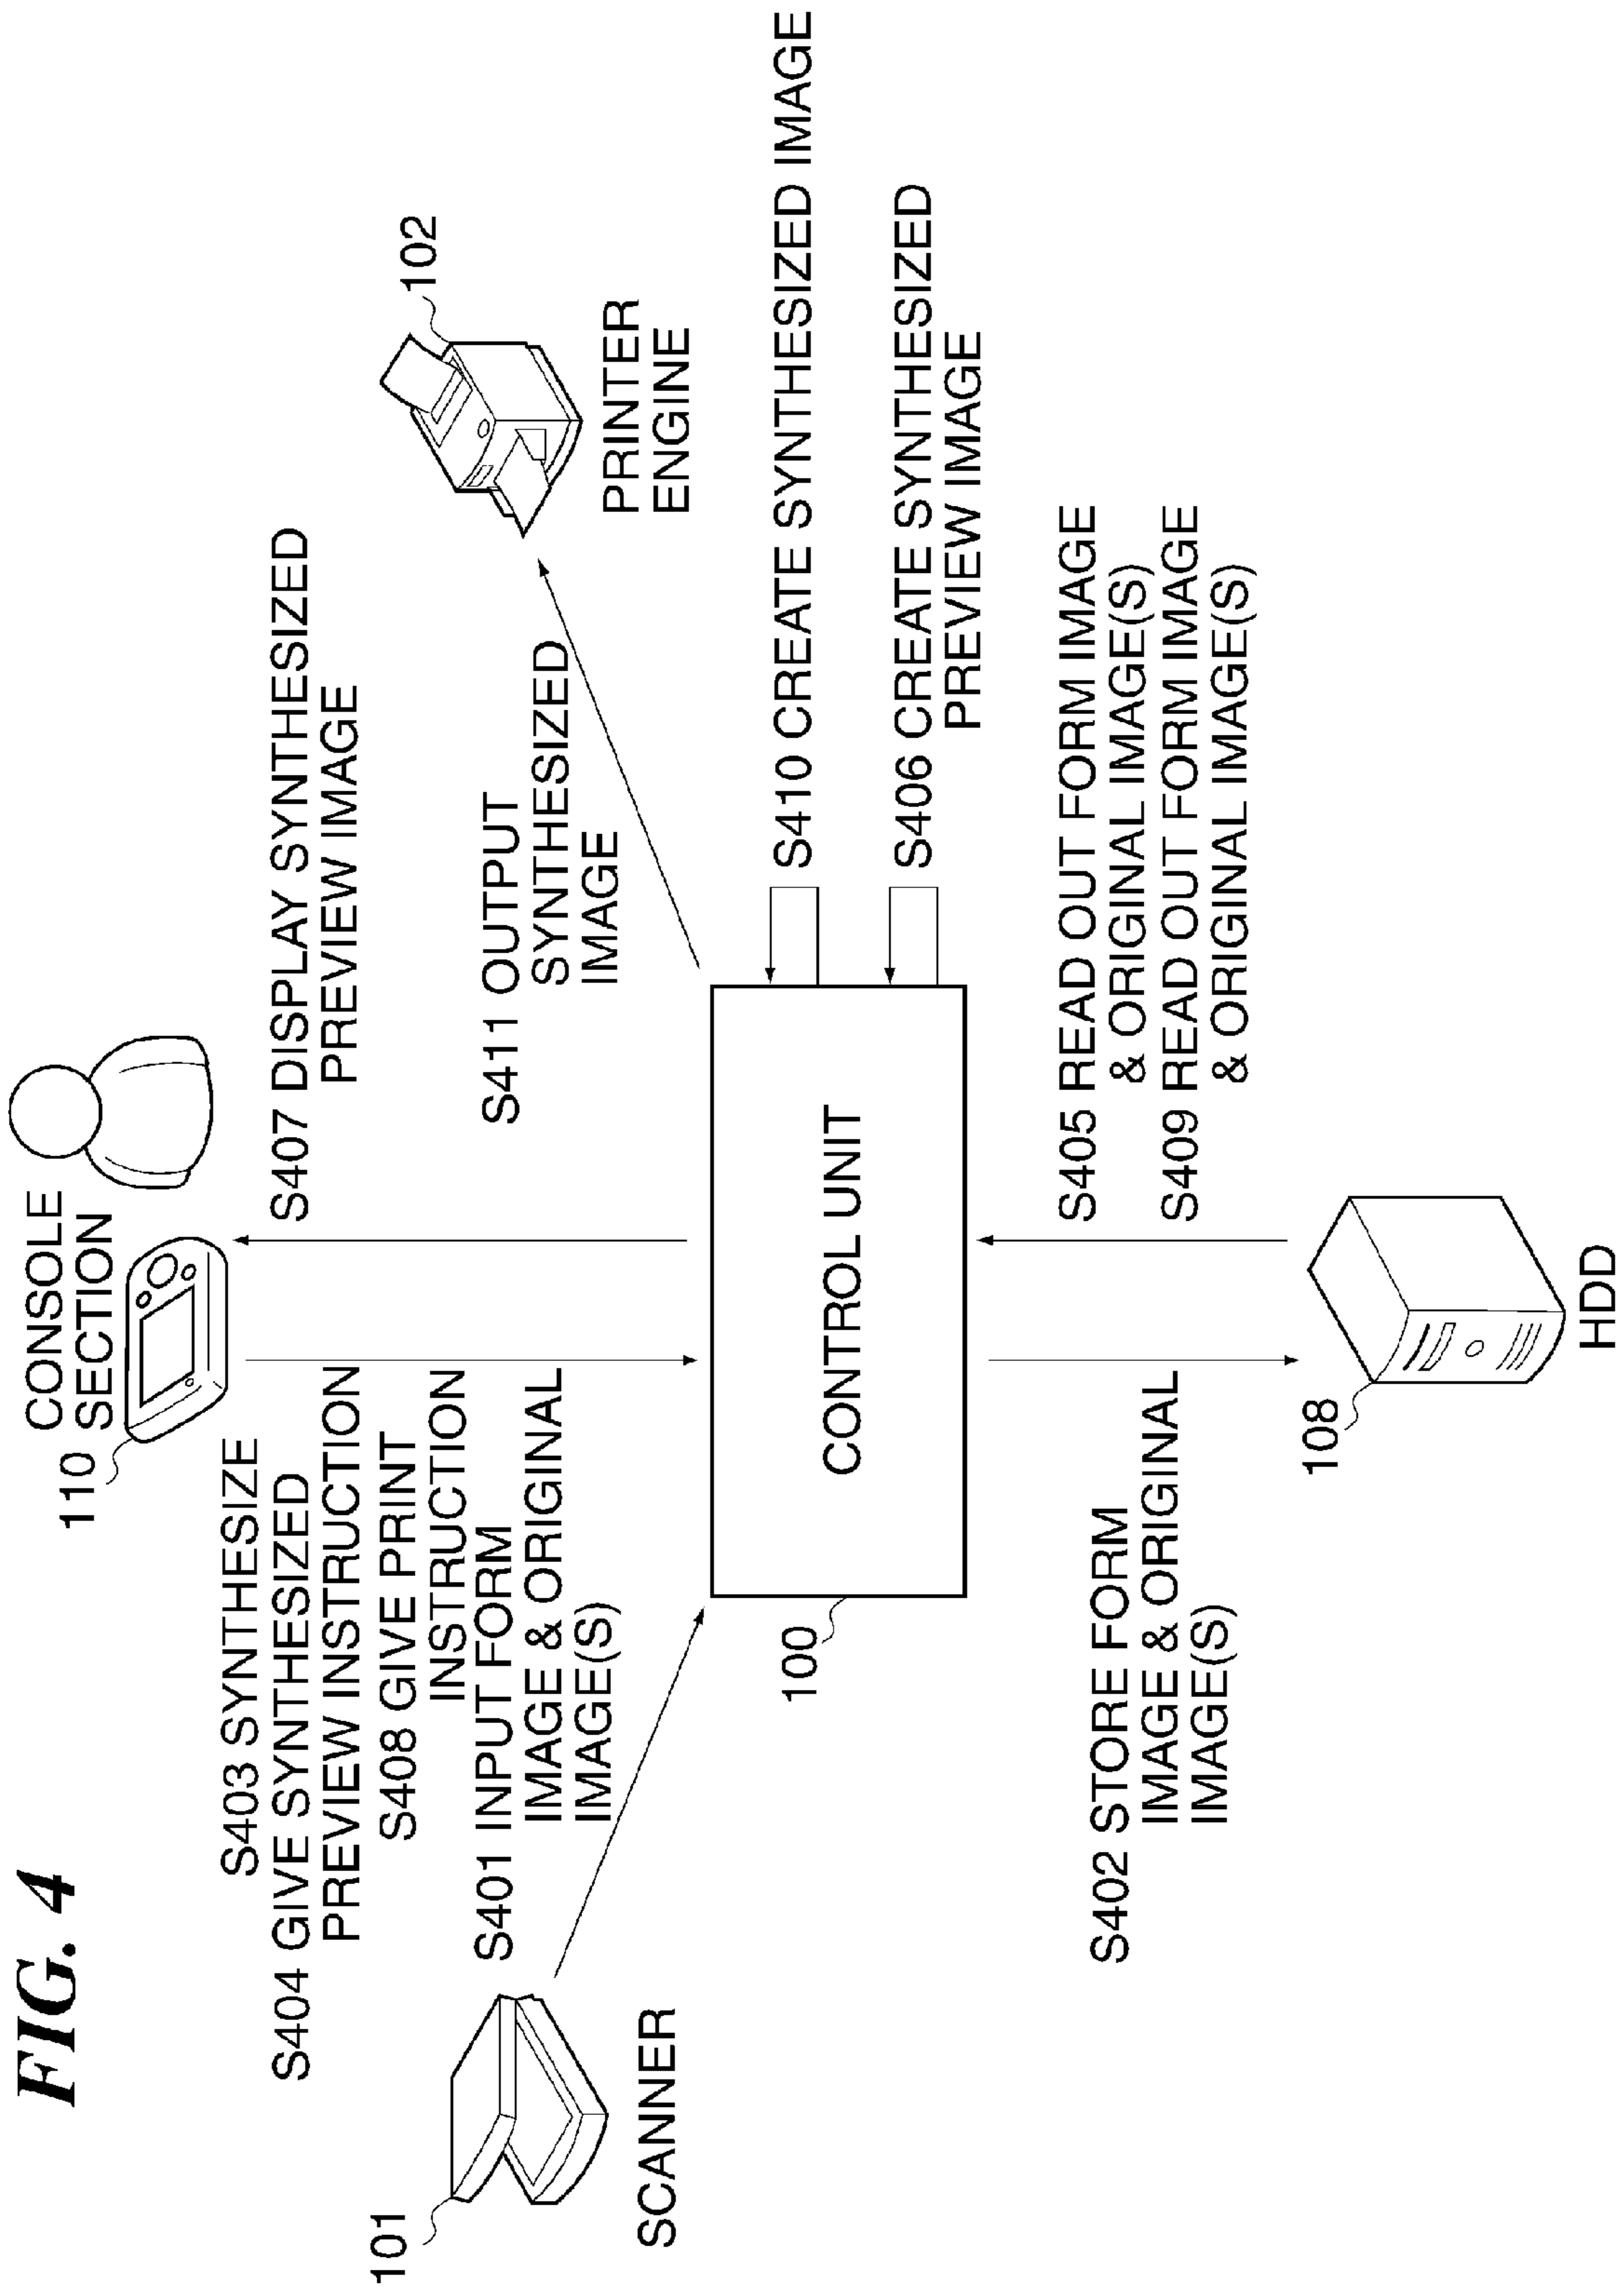 FIG. 4
CONSOLE
SECTION
110
S403 SYNTHESIZE
S404 GIVE SYNTHESIZED
PREVIEW INSTRUCTION
S408 GIVE PRINT
INSTRUCTION
S407 DISPLAY SYNTHESIZED
PREVIEW IMAGE
101
SCANNER
S401 INPUT FORM
IMAGE & ORIGINAL
IMAGE(S)
S411 OUTPUT
SYNTHESIZED
IMAGE
102
PRINTER
ENGINE
100
CONTROL UNIT
S410 CREATE SYNTHESIZED IMAGE
S406 CREATE SYNTHESIZED
PREVIEW IMAGE
S402 STORE FORM
IMAGE & ORIGINAL
IMAGE(S)
S405 READ OUT FORM IMAGE
& ORIGINAL IMAGE(S)
S409 READ OUT FORM IMAGE
& ORIGINAL IMAGE(S)
108
HDD